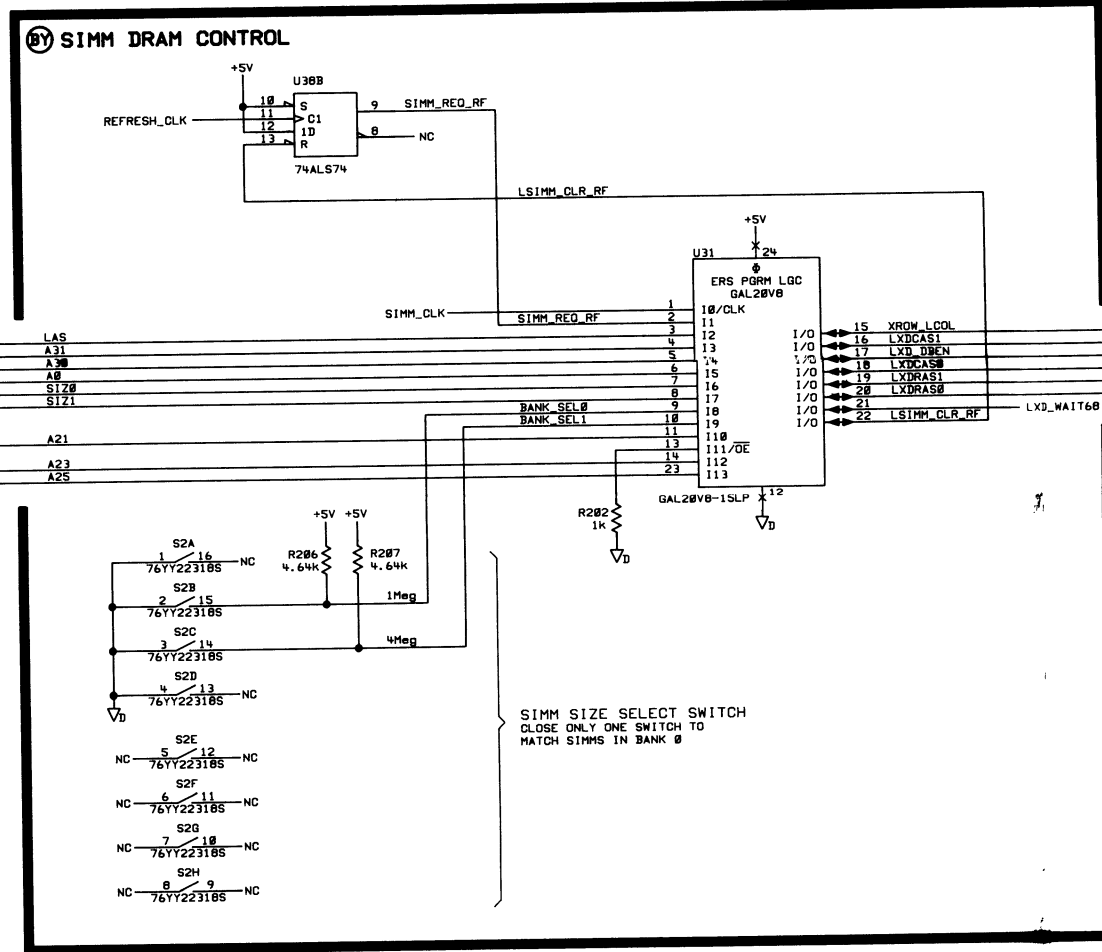 BY SIMM DRAM CONTROL
+5V
U38B
REFRESH_CLK
10 S
11 C1
12 1D
13 R
9 SIMM_REQ_RF
8 NC
74ALS74
LSIMM_CLR_RF
+5V
U31
24
Φ
ERS PGRM LGC
GAL20V8
SIMM_CLK 1 I0/CLK
SIMM_REQ_RF 2 I1
LAS 3 I2
A31 4 I3
A30 5 I4
A0 6 I5
SIZ0 7 I6
SIZ1 8 I7
BANK_SEL0 9 I8
BANK_SEL1 10 I9
A21 11 I10
13 I11/OE
A23 14 I12
A25 23 I13
I/O 15 XROW_LCOL
I/O 16 LXDCAS1
I/O 17 LXD_DBEN
I/O 18 LXDCAS0
I/O 19 LXDRAS1
I/O 20 LXDRAS0
I/O 21 LXD_WAIT68
I/O 22 LSIMM_CLR_RF
GAL20V8-15LP 12
D
R202
1k
D
+5V +5V
R206
4.64k
R207
4.64k
S2A
1 16 NC
76YY22318S
S2B
2 15 1Meg
76YY22318S
S2C
3 14 4Meg
76YY22318S
S2D
4 13 NC
76YY22318S
D
S2E
NC 5 12 NC
76YY22318S
S2F
NC 6 11 NC
76YY22318S
S2G
NC 7 10 NC
76YY22318S
S2H
NC 8 9 NC
76YY22318S
SIMM SIZE SELECT SWITCH
CLOSE ONLY ONE SWITCH TO
MATCH SIMMS IN BANK 0